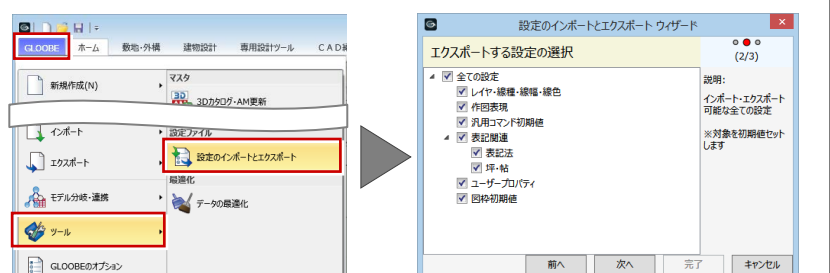 GLOOBE ホーム 敷地・外構 建物設計 専用設計ツール
新規作成(N)
マスタ
3Dカタログ・AM更新
インポート
設定ファイル
エクスポート
設定のインポートとエクスポート
最適化
モデル分岐・連携
データの最適化
ツール
GLOOBEのオプション
設定のインポートとエクスポート ウィザード
エクスポートする設定の選択
(2/3)
全ての設定
レイヤ・線種・線幅・線色
作図表現
汎用コマンド初期値
表記関連
表記法
坪・帖
ユーザープロパティ
図枠初期値
説明:
インポート・エクスポート
可能な全ての設定
※対象を初期値セット
します
前へ 次へ 完了 キャンセル